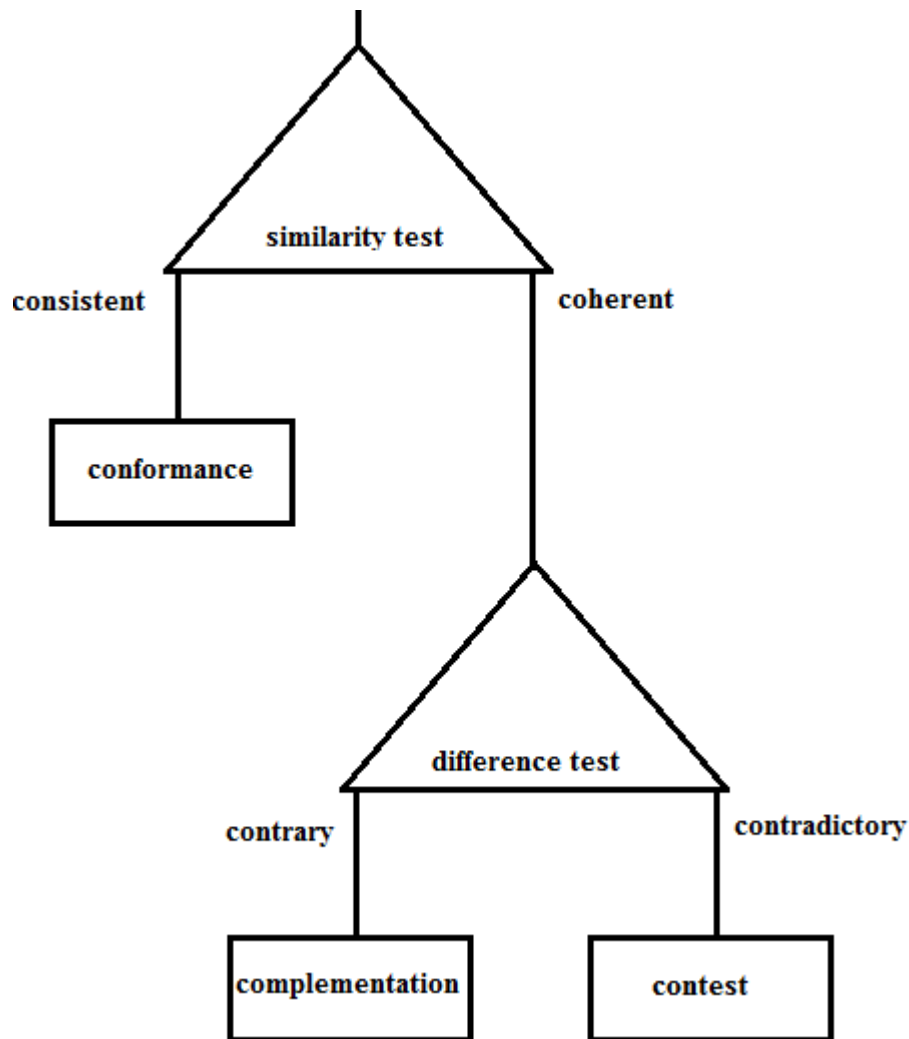 similarity test
consistent
coherent
conformance
difference test
contrary
contradictory
complementation
contest